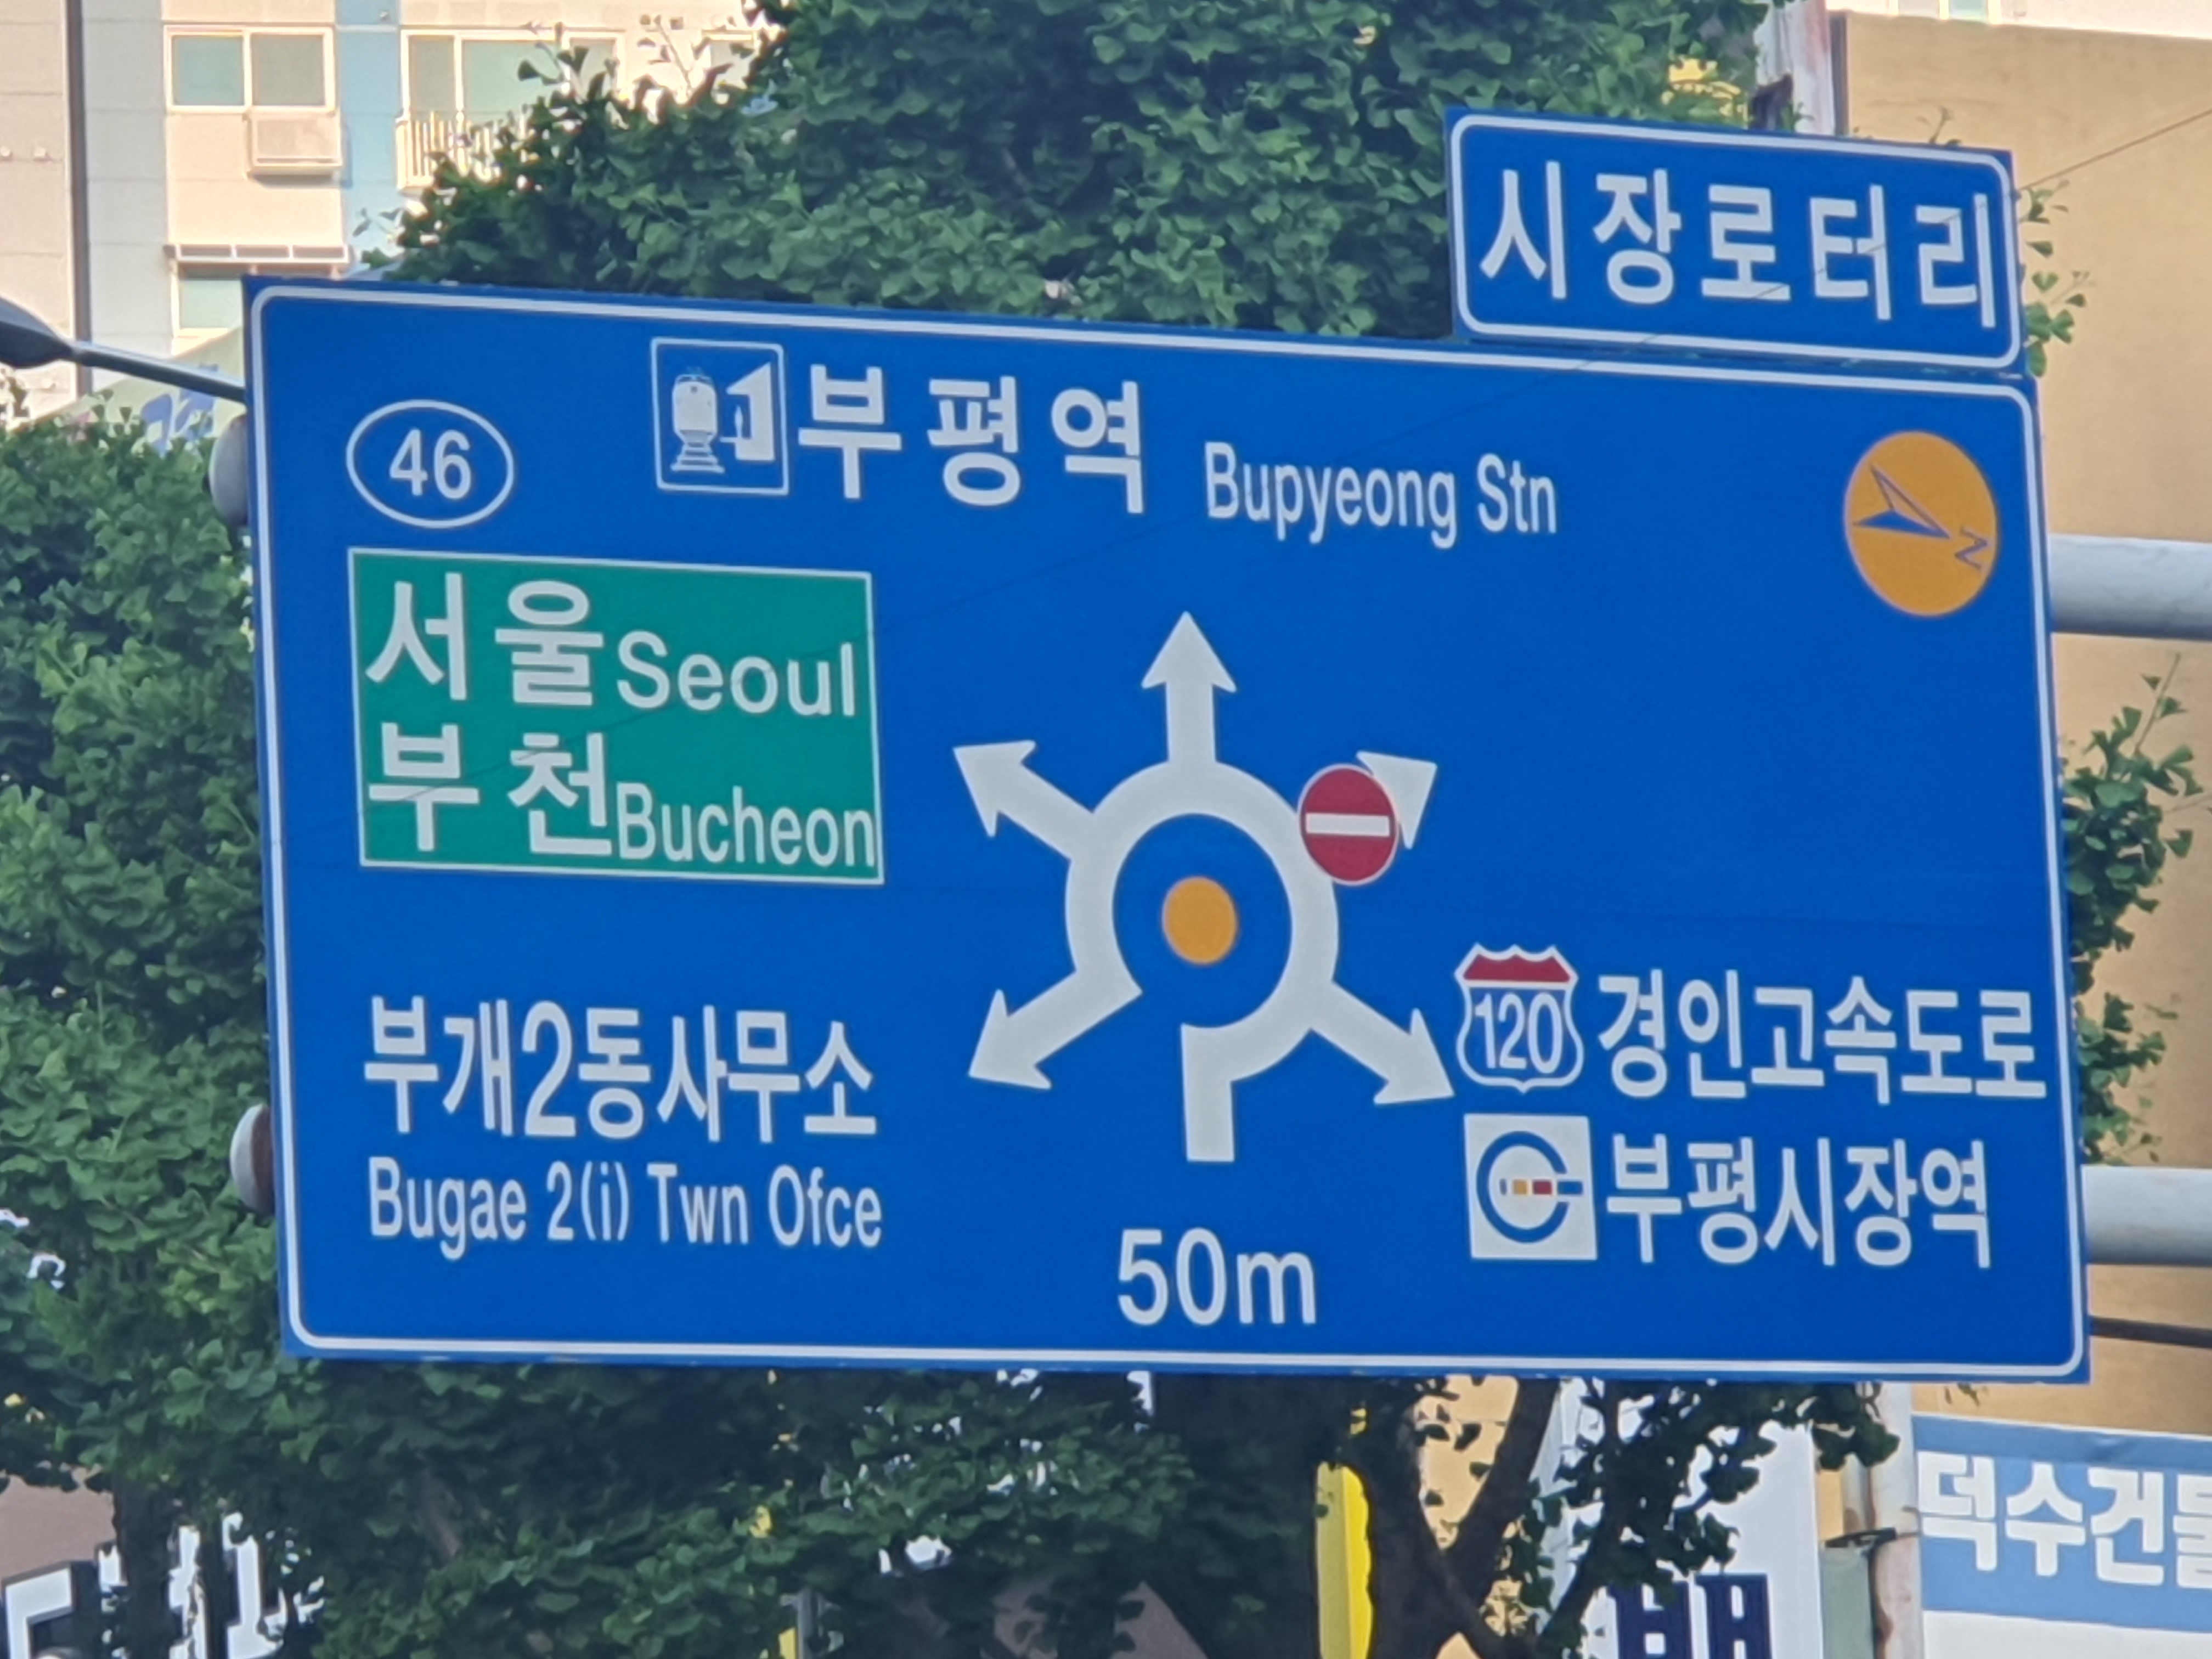 시장로터리
46
부평역 Bupyeong Stn
N
서울 Seoul
부천 Bucheon
부개2동사무소
Bugae 2(i) Twn Ofce
120 경인고속도로
부평시장역
50m
덕수건